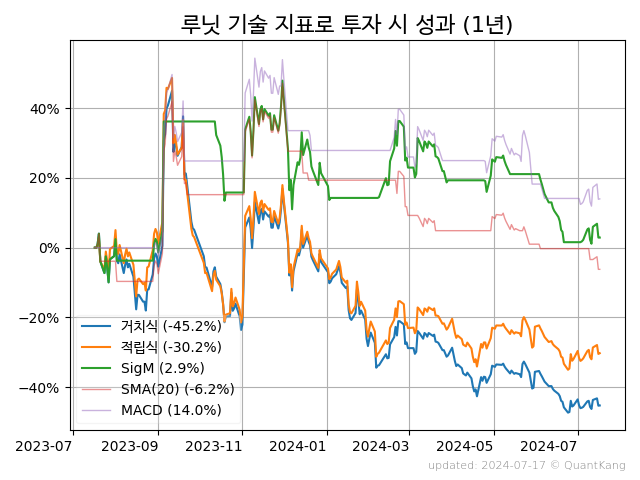 루닛 기술 지표로 투자 시 성과 (1년)
40%
20%
0%
−20%
−40%
거치식 (-45.2%)
적립식 (-30.2%)
SigM (2.9%)
SMA(20) (-6.2%)
MACD (14.0%)
2023-07 2023-09 2023-11 2024-01 2024-03 2024-05 2024-07
updated: 2024-07-17 © QuantKang